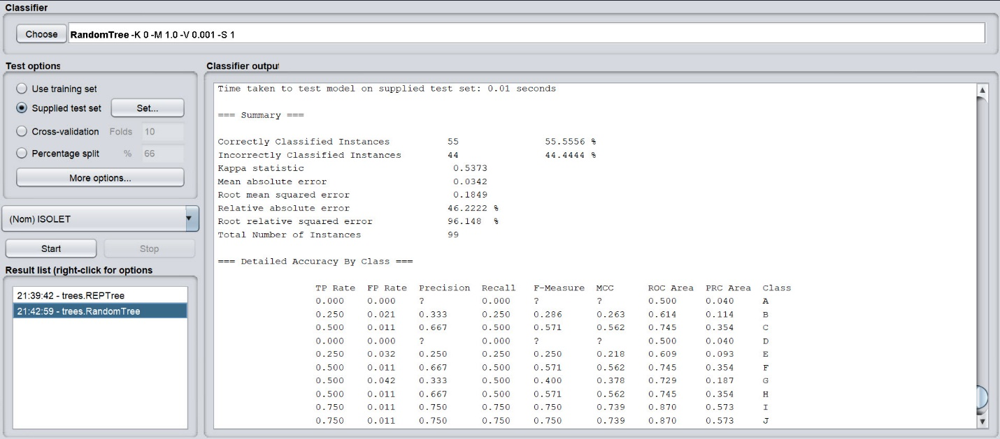 Classifier
Choose RandomTree -K 0 -M 1.0 -V 0.001 -S 1
Test options
Use training set
Supplied test set Set...
Cross-validation Folds 10
Percentage split % 66
More options...
(Nom) ISOLET
Start Stop
Result list (right-click for options
21:39:42 - trees.REPTree
21:42:59 - trees.RandomTree
Classifier output
Time taken to test model on supplied test set: 0.01 seconds
=== Summary ===
Correctly Classified Instances 55 55.5556 %
Incorrectly Classified Instances 44 44.4444 %
Kappa statistic 0.5373
Mean absolute error 0.0342
Root mean squared error 0.1849
Relative absolute error 46.2222 %
Root relative squared error 96.148 %
Total Number of Instances 99
=== Detailed Accuracy By Class ===
TP Rate FP Rate Precision Recall F-Measure MCC ROC Area PRC Area Class
0.000 0.000 ? 0.000 ? ? 0.500 0.040 A
0.250 0.021 0.333 0.250 0.286 0.263 0.614 0.114 B
0.500 0.011 0.667 0.500 0.571 0.562 0.745 0.354 C
0.000 0.000 ? 0.000 ? ? 0.500 0.040 D
0.250 0.032 0.250 0.250 0.250 0.218 0.609 0.093 E
0.500 0.011 0.667 0.500 0.571 0.562 0.745 0.354 F
0.500 0.042 0.333 0.500 0.400 0.378 0.729 0.187 G
0.500 0.011 0.667 0.500 0.571 0.562 0.745 0.354 H
0.750 0.011 0.750 0.750 0.750 0.739 0.870 0.573 I
0.750 0.011 0.750 0.750 0.750 0.739 0.870 0.573 J